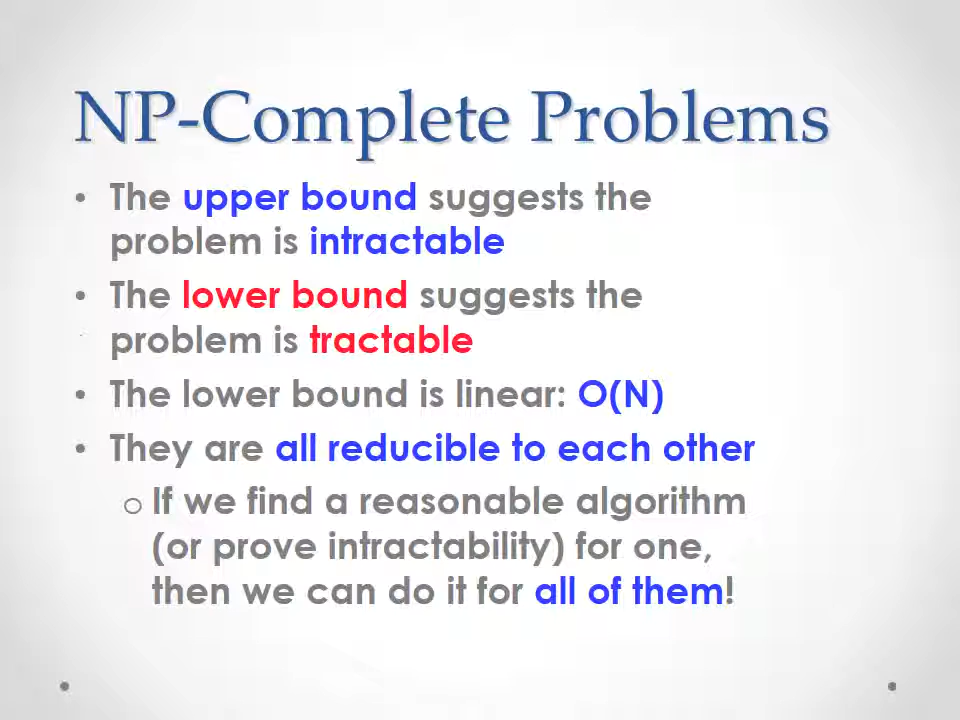 NP-Complete Problems
• The upper bound suggests the
problem is intractable
• The lower bound suggests the
problem is tractable
• The lower bound is linear: O(N)
• They are all reducible to each other
o If we find a reasonable algorithm
(or prove intractability) for one,
then we can do it for all of them!